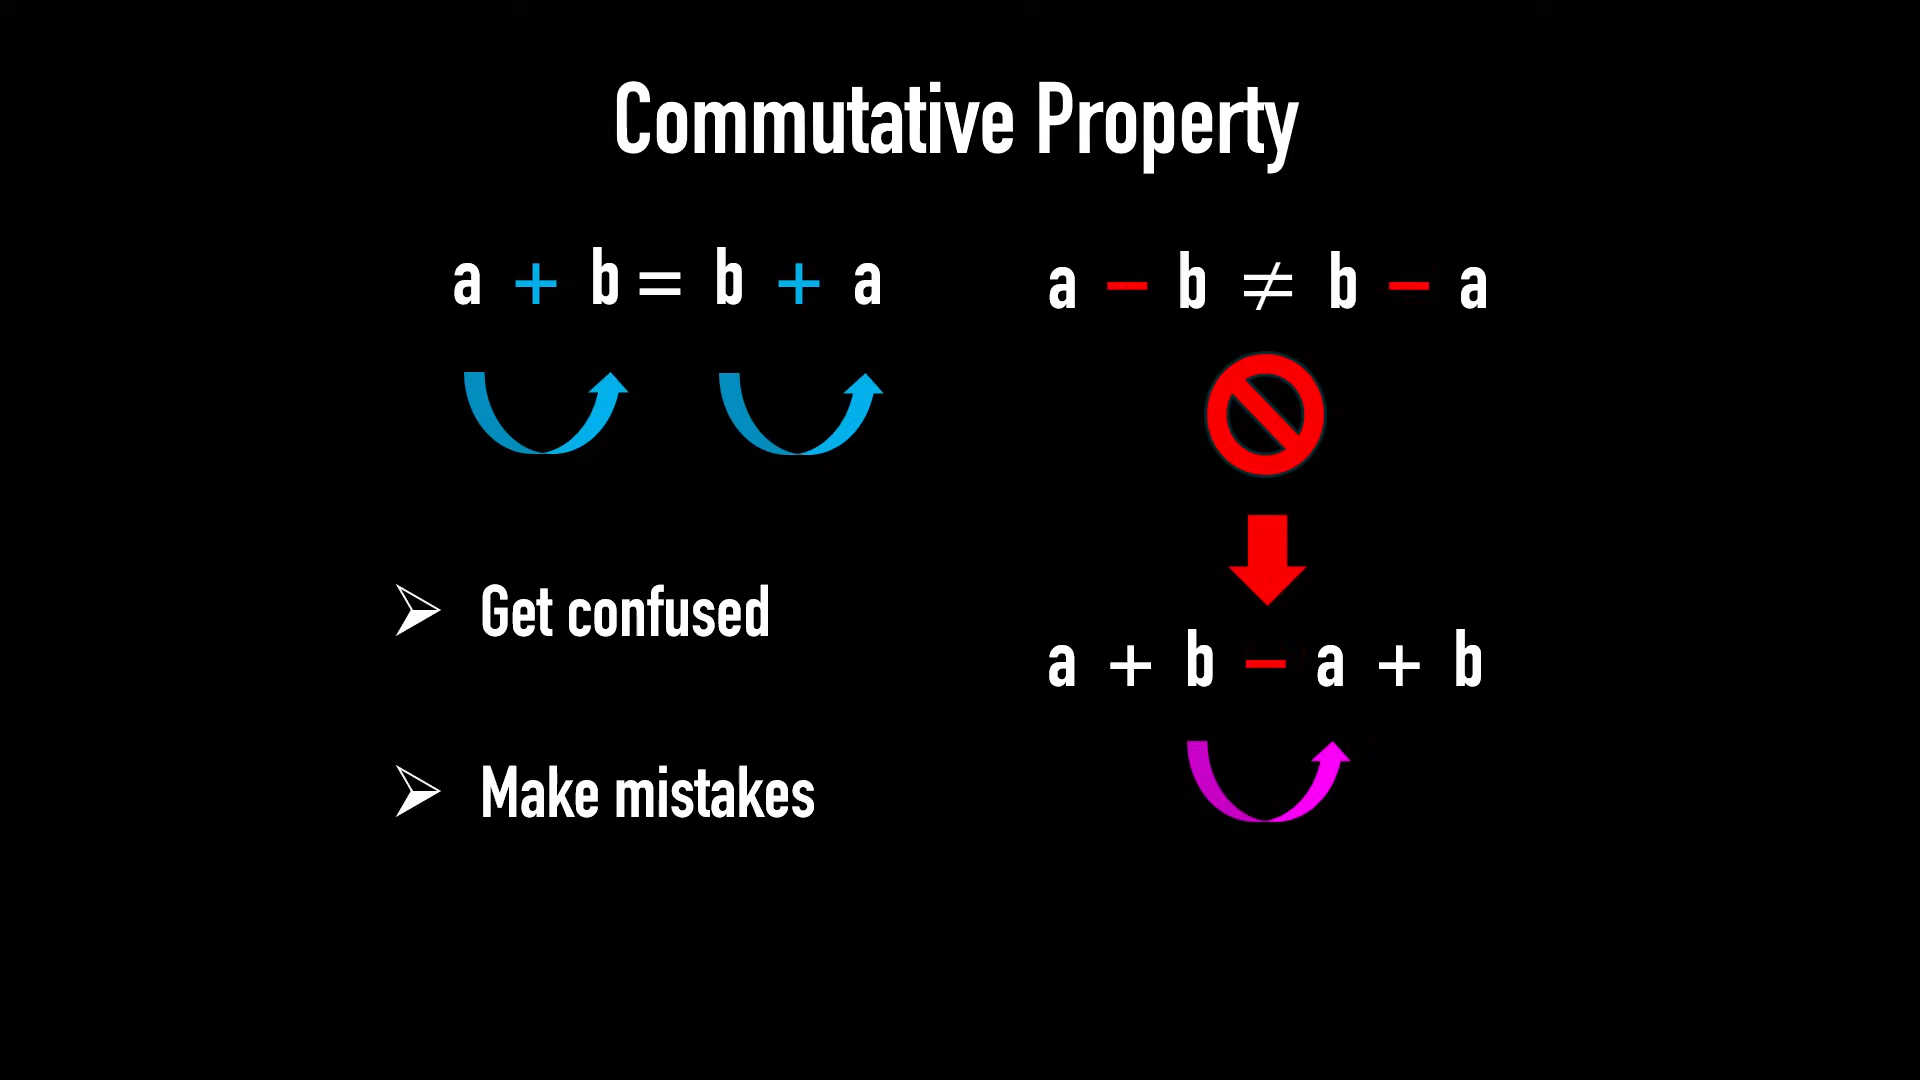 Commutative Property
a + b = b + a
a − b ≠ b − a
➢ Get confused
a + b − a + b
➢ Make mistakes